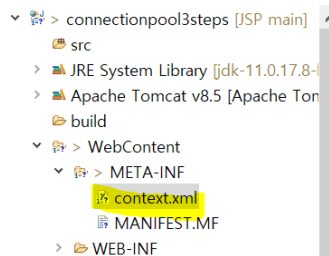 > connectionpool3steps [JSP main]
src
JRE System Library [jdk-11.0.17.8-
Apache Tomcat v8.5 [Apache Ton
build
> WebContent
> META-INF
context.xml
MANIFEST.MF
> WEB-INF